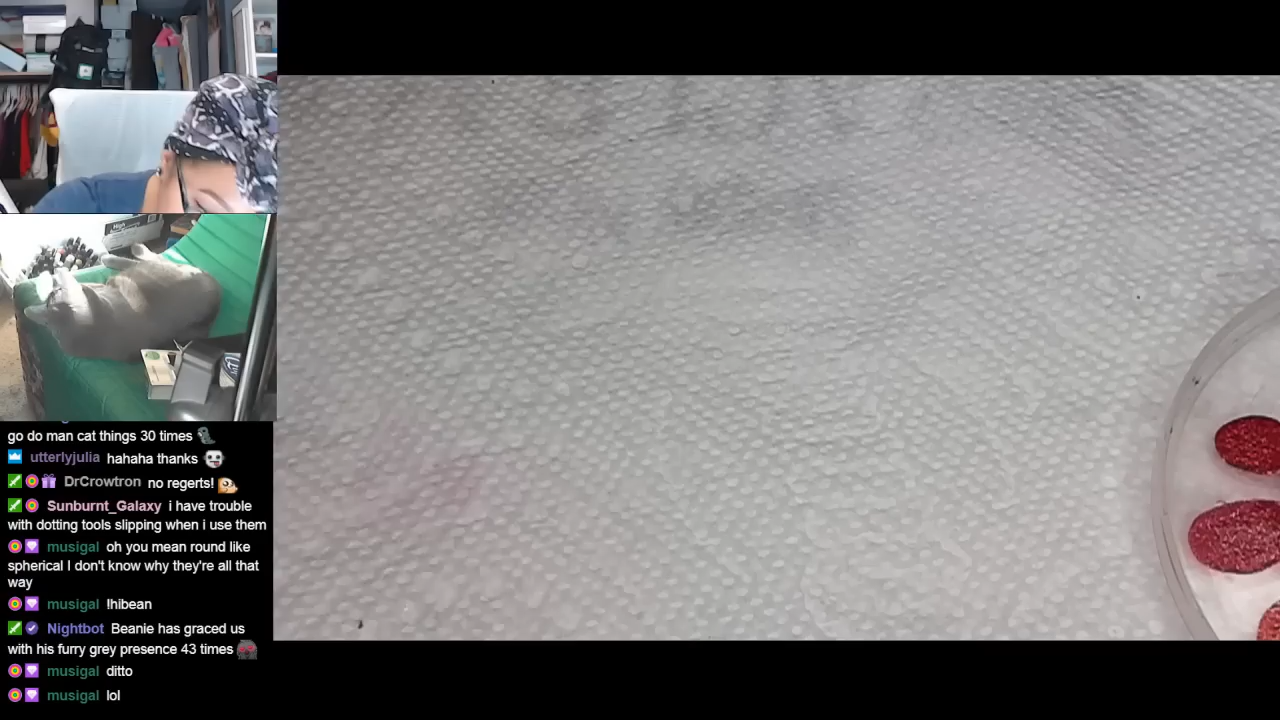 High
go do man cat things 30 times
utterlyjulia hahaha thanks
DrCrowtron no regerts!
Sunburnt_Galaxy i have trouble
with dotting tools slipping when i use them
musigal oh you mean round like
spherical I don't know why they're all that
way
musigal !hibean
Nightbot Beanie has graced us
with his furry grey presence 43 times
musigal ditto
musigal lol